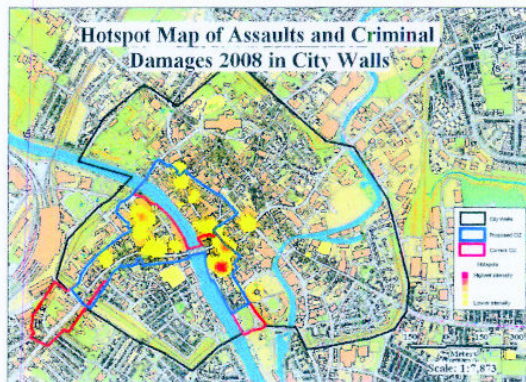 Hotspot Map of Assaults and Criminal
Damages 2008 in City Walls
City Walls
Proposed CIZ
Current CIZ
Hotspots
Highest intensity
Lower intensity
Meters
Scale: 1:7,873